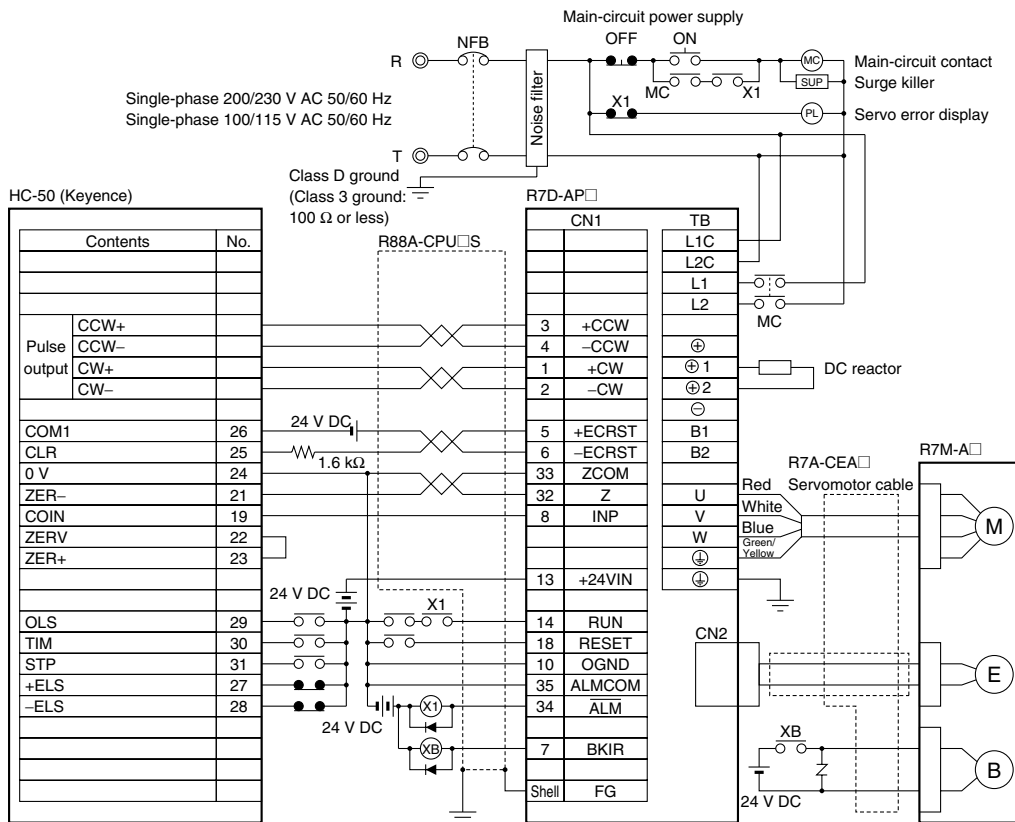 Main-circuit power supply
NFB
OFF
ON
R
MC
Main-circuit contact
SUP
Surge killer
MC
X1
Single-phase 200/230 V AC 50/60 Hz
Single-phase 100/115 V AC 50/60 Hz
Noise filter
X1
PL
Servo error display
T
Class D ground
(Class 3 ground:
100 Ω or less)
HC-50 (Keyence)
R7D-AP□
CN1
TB
Contents
No.
R88A-CPU□S
L1C
L2C
L1
L2
MC
Pulse output
CCW+
3
+CCW
CCW–
4
–CCW
⊕
CW+
1
+CW
⊕ 1
DC reactor
CW–
2
–CW
⊕ 2
⊖
COM1
26
24 V DC
5
+ECRST
B1
CLR
25
1.6 kΩ
6
–ECRST
B2
0 V
24
33
ZCOM
ZER–
21
32
Z
U
COIN
19
8
INP
V
ZERV
22
W
ZER+
23
Red
White
Blue
Green/
Yellow
R7A-CEA□
Servomotor cable
R7M-A□
M
24 V DC
13
+24VIN
OLS
29
X1
14
RUN
TIM
30
18
RESET
STP
31
10
OGND
+ELS
27
35
ALMCOM
–ELS
28
24 V DC
X1
34
ALM
XB
7
BKIR
Shell
FG
CN2
E
XB
24 V DC
B